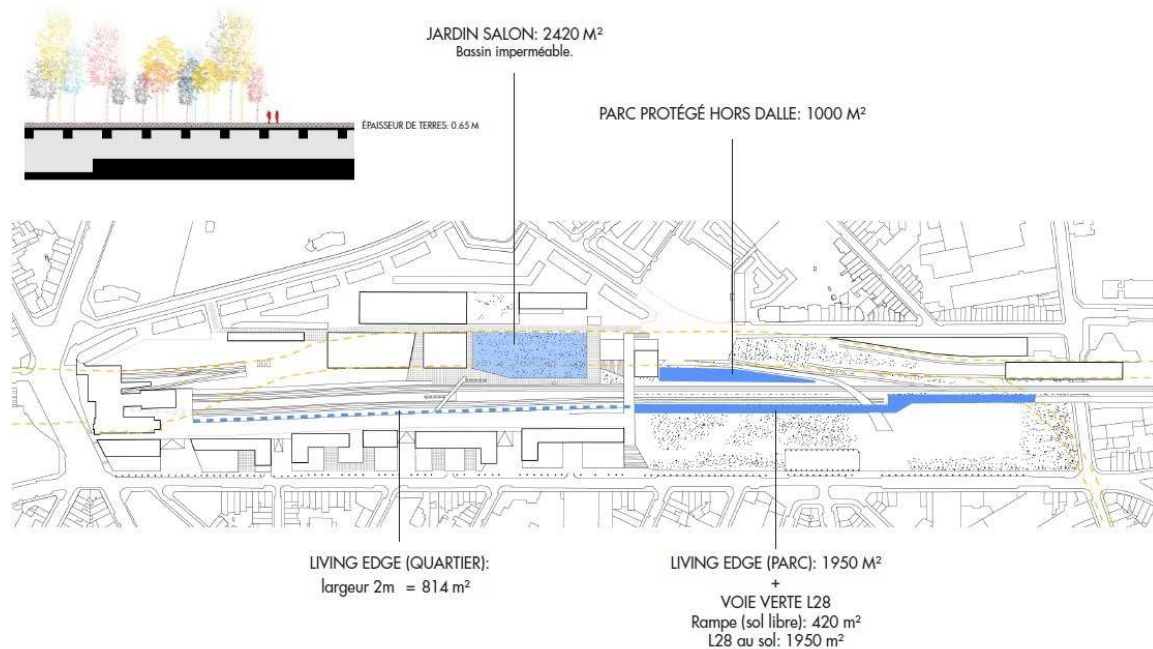 JARDIN SALON: 2420 M²
Bassin imperméable.
PARC PROTÉGÉ HORS DALLE: 1000 M²
ÉPAISSEUR DE TERRES: 0.65 M
LIVING EDGE (QUARTIER):
largeur 2m = 814 m²
LIVING EDGE (PARC): 1950 M²
+
VOIE VERTE L28
Rampe (sol libre): 420 m²
L28 au sol: 1950 m²